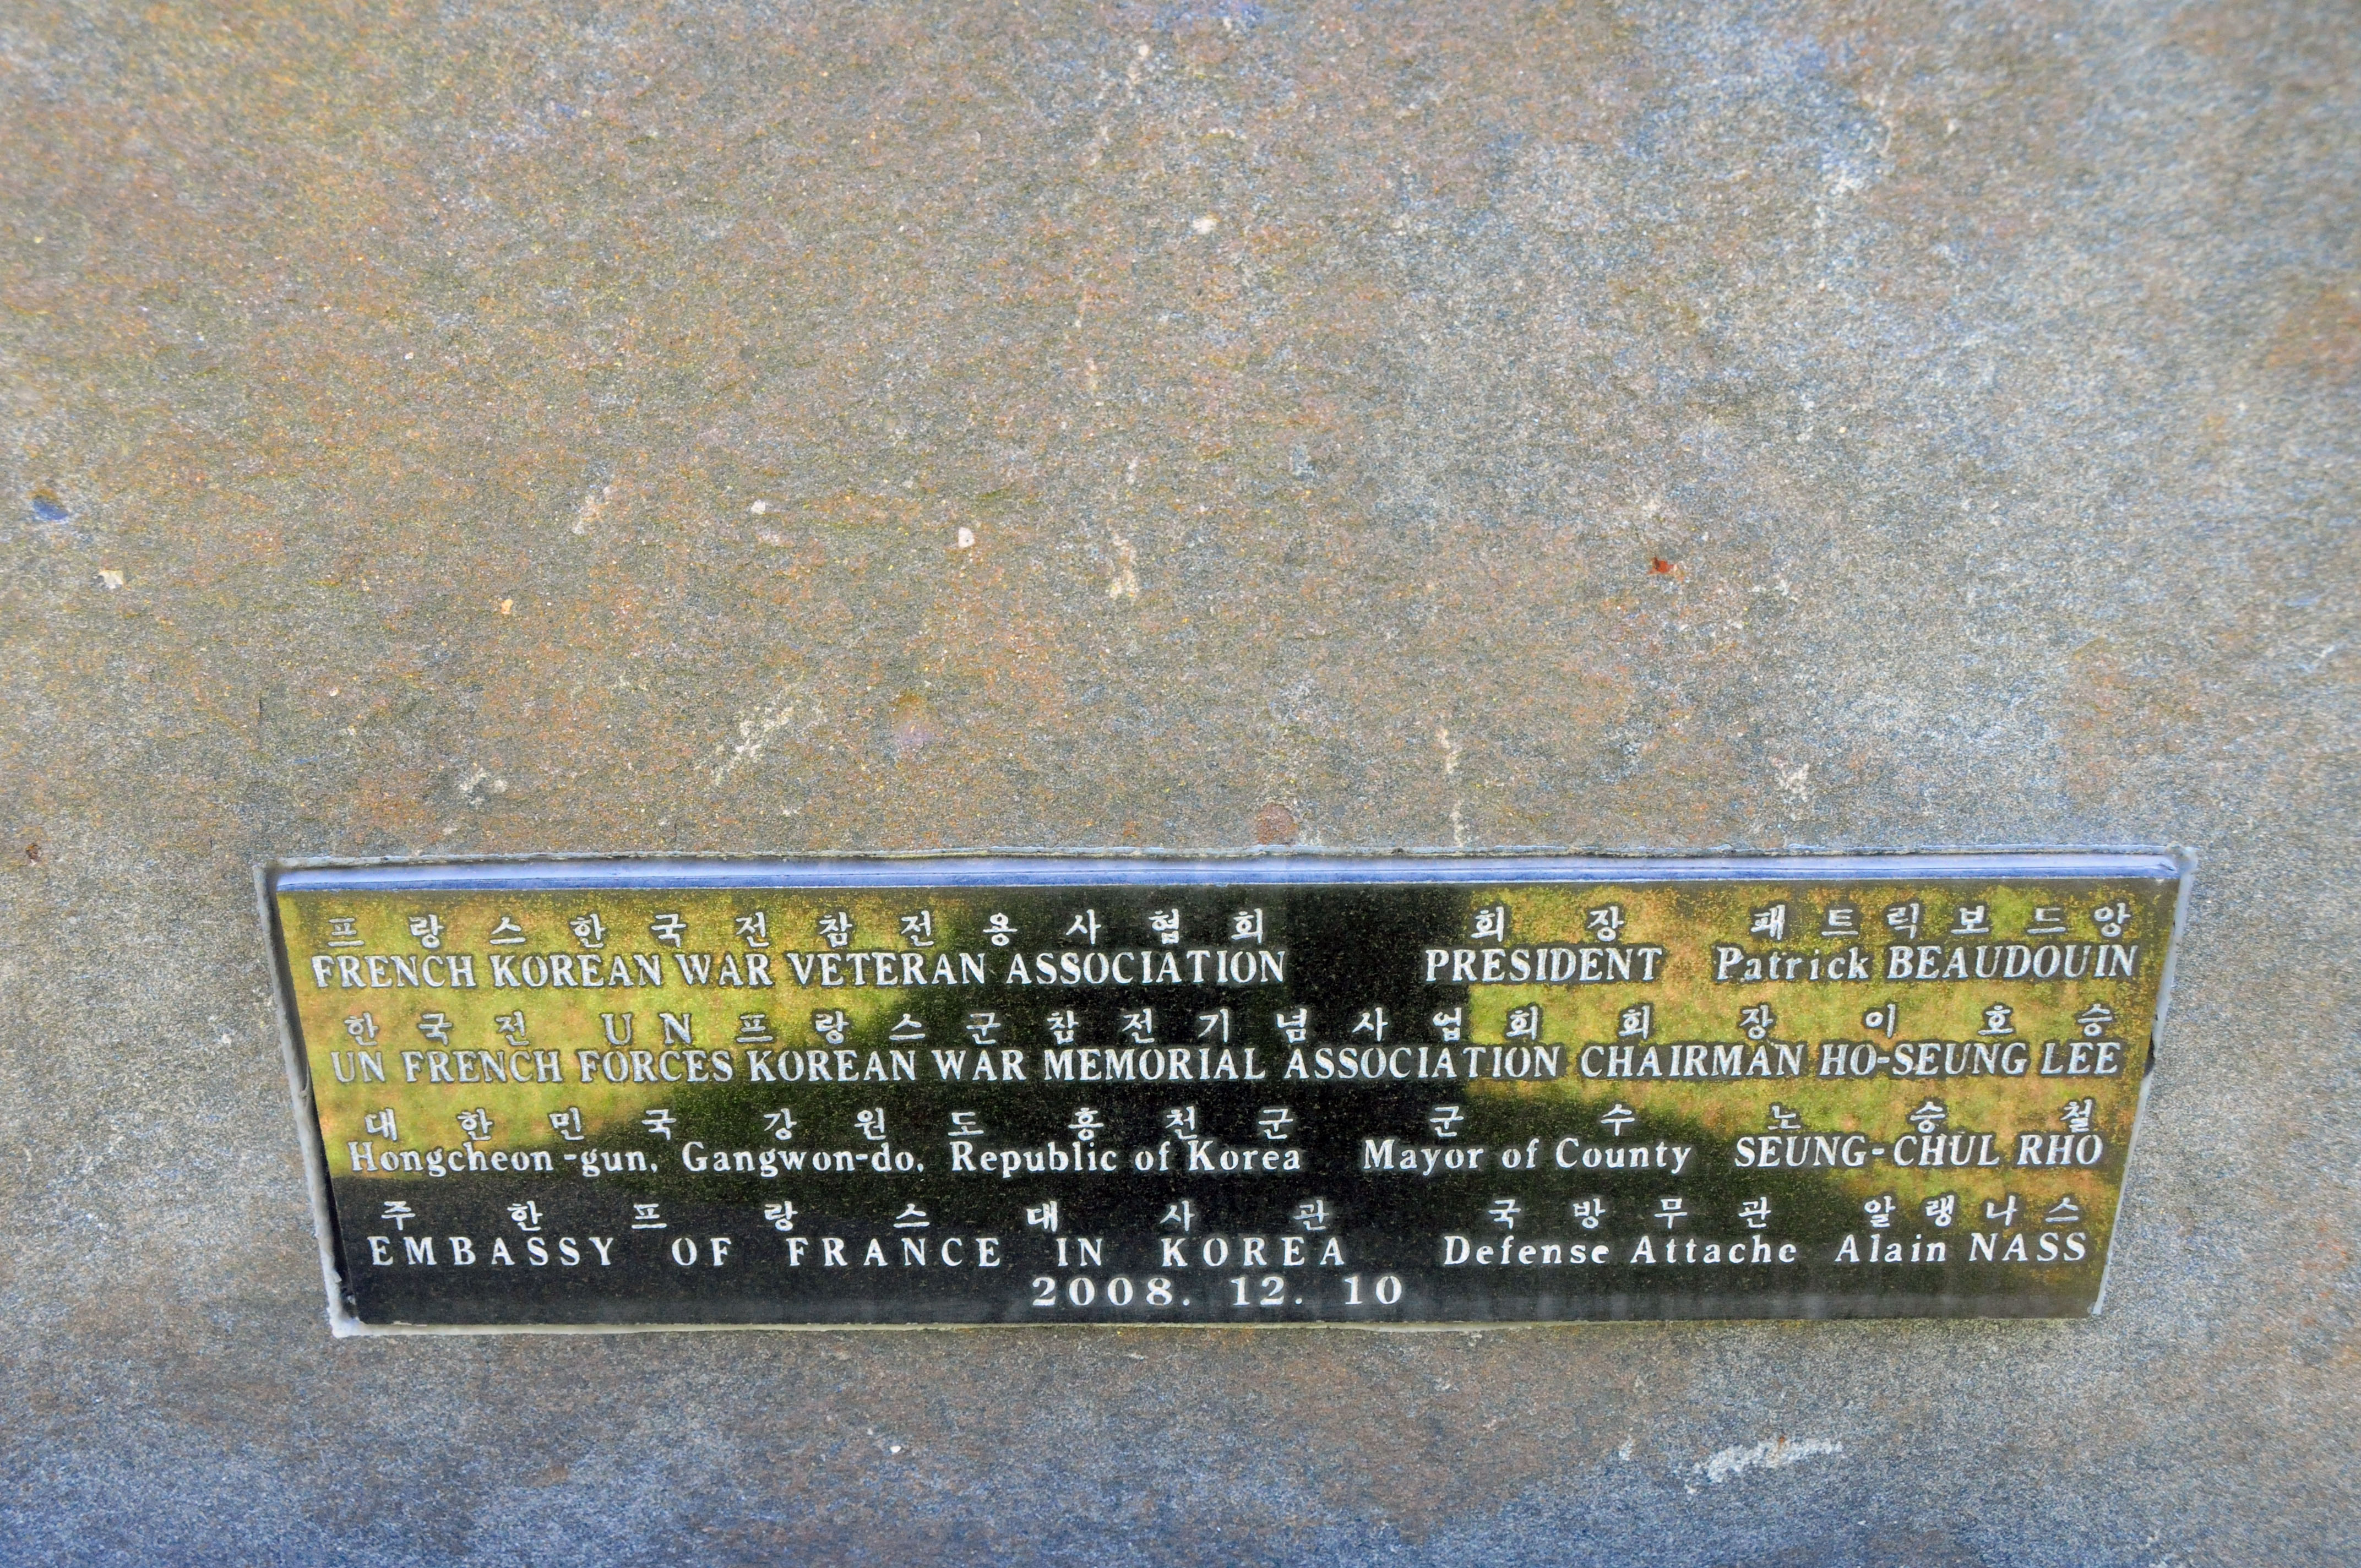 프랑스한국전참전용사협회 회장 패트릭보드앙
FRENCH KOREAN WAR VETERAN ASSOCIATION PRESIDENT Patrick BEAUDOUIN
한국전 UN프랑스군참전기념사업회 회장 이호승
UN FRENCH FORCES KOREAN WAR MEMORIAL ASSOCIATION CHAIRMAN HO-SEUNG LEE
대한민국 강원도 홍천군 군수 노승철
Hongcheon-gun, Gangwon-do, Republic of Korea Mayor of County SEUNG-CHUL RHO
주한프랑스대사관 국방무관 알랭나스
EMBASSY OF FRANCE IN KOREA Defense Attache Alain NASS
2008. 12. 10